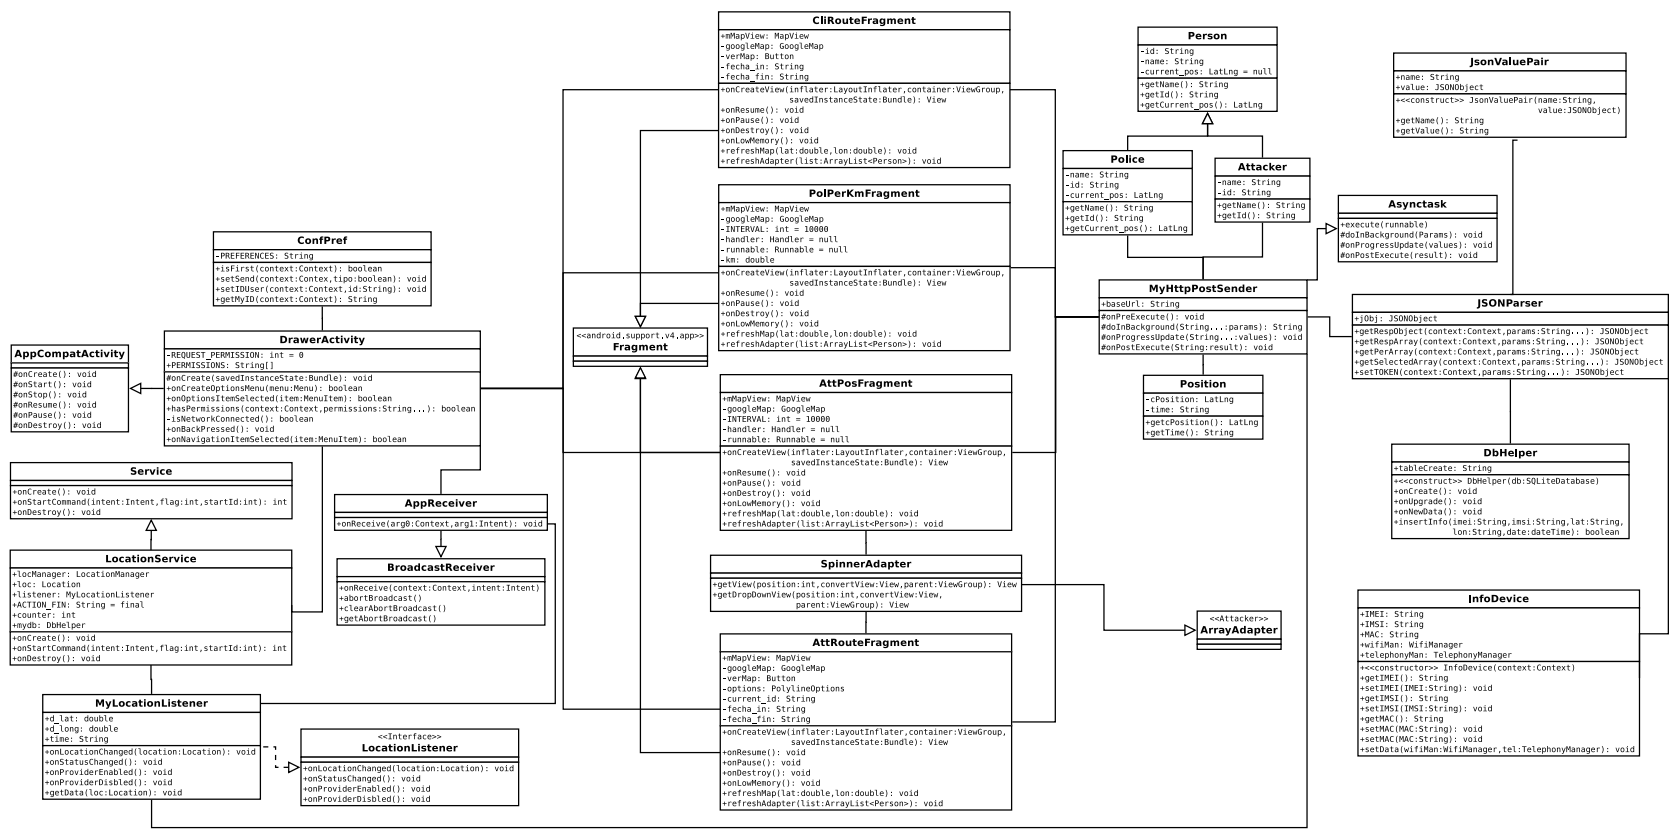 CliRouteFragment
+mMapView: MapView
-googleMap: GoogleMap
-verMap: Button
-fecha_in: String
-fecha_fin: String
+onCreateView(inflater:LayoutInflater,container:ViewGroup,
savedInstanceState:Bundle): View
+onResume(): void
+onPause(): void
+onDestroy(): void
+onLowMemory(): void
+refreshMap(lat:double,lon:double): void
+refreshAdapter(list:ArrayList<Person>): void
Person
-id: String
-name: String
-current_pos: LatLng = null
+getName(): String
+getId(): String
+getCurrent_pos(): LatLng
JsonValuePair
+name: String
+value: JSONObject
+<<construct>> JsonValuePair(name:String,
value:JSONObject)
+getName(): String
+getValue(): String
Police
-name: String
-id: String
-current_pos: LatLng
+getName(): String
+getId(): String
+getCurrent_pos(): LatLng
Attacker
-name: String
-id: String
+getName(): String
+getId(): String
PolPerKmFragment
+mMapView: MapView
-googleMap: GoogleMap
-INTERVAL: int = 10000
-handler: Handler = null
-runnable: Runnable = null
-km: double
+onCreateView(inflater:LayoutInflater,container:ViewGroup,
savedInstanceState:Bundle): View
+onResume(): void
+onPause(): void
+onDestroy(): void
+onLowMemory(): void
+refreshMap(lat:double,lon:double): void
+refreshAdapter(list:ArrayList<Person>): void
Asynctask
+execute(runnable)
#doInBackground(Params): void
#onProgressUpdate(values): void
#onPostExecute(result): void
ConfPref
-PREFERENCES: String
+isFirst(context:Context): boolean
+setSend(context:Contex,tipo:boolean): void
+setIDUser(context:Context,id:String): void
+getMyID(context:Context): String
MyHttpPostSender
+baseUrl: String
#onPreExecute(): void
#doInBackground(String...:params): String
#onProgressUpdate(String...:values): void
#onPostExecute(String:result): void
JSONParser
+jObj: JSONObject
+getRespObject(context:Context,params:String...): JSONObject
+getRespArray(context:Context,params:String...): JSONObject
+getPerArray(context:Context,params:String...): JSONObject
+getSelectedArray(context:Context,params:String...): JSONObject
+setTOKEN(context:Context,params:String...): JSONObject
<<android,support,v4,app>>
Fragment
DrawerActivity
-REQUEST_PERMISSION: int = 0
+PERMISSIONS: String[]
#onCreate(savedInstanceState:Bundle): void
+onCreateOptionsMenu(menu:Menu): boolean
+onOptionsItemSelected(item:MenuItem): boolean
+hasPermissions(context:Context,permissions:String...): boolean
-isNetworkConnected(): boolean
+onBackPressed(): void
+onNavigationItemSelected(item:MenuItem): boolean
AppCompatActivity
#onCreate(): void
#onStart(): void
#onStop(): void
#onResume(): void
#onPause(): void
#onDestroy(): void
AttPosFragment
+mMapView: MapView
-googleMap: GoogleMap
-INTERVAL: int = 10000
-handler: Handler = null
-runnable: Runnable = null
+onCreateView(inflater:LayoutInflater,container:ViewGroup,
savedInstanceState:Bundle): View
+onResume(): void
+onPause(): void
+onDestroy(): void
+onLowMemory(): void
+refreshMap(lat:double,lon:double): void
+refreshAdapter(list:ArrayList<Person>): void
Position
-cPosition: LatLng
-time: String
+getcPosition(): LatLng
+getTime(): String
DbHelper
+tableCreate: String
+<<construct>> DbHelper(db:SQLiteDatabase)
+onCreate(): void
+onUpgrade(): void
+onNewData(): void
+insertInfo(imei:String,imsi:String,lat:String,
lon:String,date:dateTime): boolean
Service
+onCreate(): void
+onStartCommand(intent:Intent,flag:int,startId:int): int
+onDestroy(): void
AppReceiver
+onReceive(arg0:Context,arg1:Intent): void
LocationService
+locManager: LocationManager
+loc: Location
+listener: MyLocationListener
+ACTION_FIN: String = final
+counter: int
+mydb: DbHelper
+onCreate(): void
+onStartCommand(intent:Intent,flag:int,startId:int): int
+onDestroy(): void
BroadcastReceiver
+onReceive(context:Context,intent:Intent)
+abortBroadcast()
+clearAbortBroadcast()
+getAbortBroadcast()
SpinnerAdapter
+getView(position:int,convertView:View,parent:ViewGroup): View
+getDropDownView(position:int,convertView:View,
parent:ViewGroup): View
<<Attacker>>
ArrayAdapter
InfoDevice
+IMEI: String
+IMSI: String
+MAC: String
+wifiMan: WifiManager
+telephonyMan: TelephonyManager
+<<constructor>> InfoDevice(context:Context)
+getIMEI(): String
+setIMEI(IMEI:String): void
+getIMSI(): String
+setIMSI(IMSI:String): void
+getMAC(): String
+setMAC(MAC:String): void
+setMAC(MAC:String): void
+setData(wifiMan:WifiManager,tel:TelephonyManager): void
AttRouteFragment
+mMapView: MapView
-googleMap: GoogleMap
-verMap: Button
-options: PolylineOptions
-current_id: String
-fecha_in: String
-fecha_fin: String
+onCreateView(inflater:LayoutInflater,container:ViewGroup,
savedInstanceState:Bundle): View
+onResume(): void
+onPause(): void
+onDestroy(): void
+onLowMemory(): void
+refreshMap(lat:double,lon:double): void
+refreshAdapter(list:ArrayList<Person>): void
MyLocationListener
+d_lat: double
+d_long: double
+time: String
+onLocationChanged(location:Location): void
+onStatusChanged(): void
+onProviderEnabled(): void
+onProviderDisbled(): void
+getData(loc:Location): void
<<Interface>>
LocationListener
+onLocationChanged(location:Location): void
+onStatusChanged(): void
+onProviderEnabled(): void
+onProviderDisbled(): void